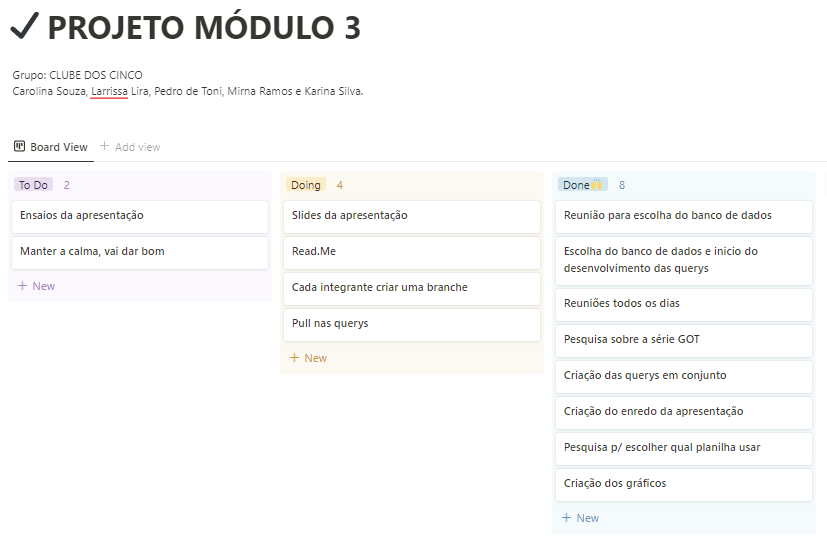 ✓ PROJETO MÓDULO 3
Grupo: CLUBE DOS CINCO
Carolina Souza, Larrissa Lira, Pedro de Toni, Mirna Ramos e Karina Silva.
Board View + Add view
To Do 2
Ensaios da apresentação
Manter a calma, vai dar bom
+ New
Doing 4
Slides da apresentação
Read.Me
Cada integrante criar uma branche
Pull nas querys
+ New
Done🙌 8
Reunião para escolha do banco de dados
Escolha do banco de dados e inicio do
desenvolvimento das querys
Reuniões todos os dias
Pesquisa sobre a série GOT
Criação das querys em conjunto
Criação do enredo da apresentação
Pesquisa p/ escolher qual planilha usar
Criação dos gráficos
+ New